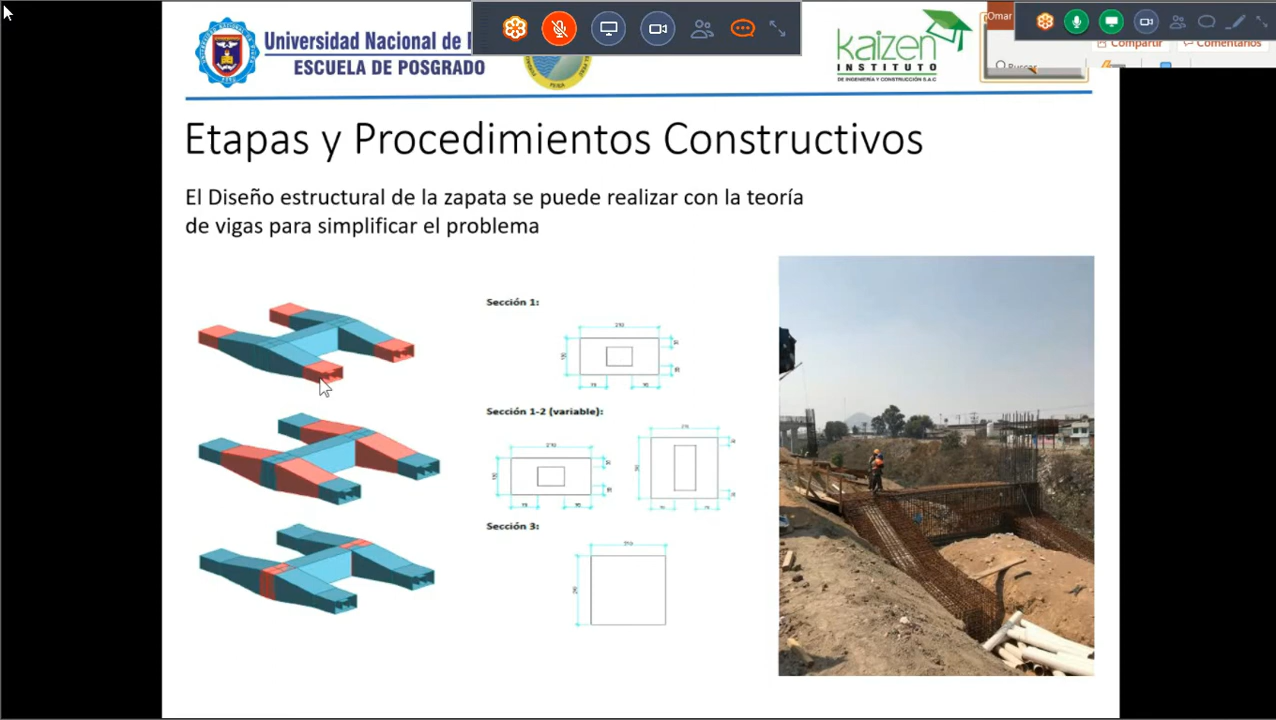 Universidad Nacional de
ESCUELA DE POSGRADO
kaizen
INSTITUTO
DE INGENIERÍA Y CONSTRUCCIÓN S.A.C
Omar
Compartir
Comentarios
Buscar
Etapas y Procedimientos Constructivos
El Diseño estructural de la zapata se puede realizar con la teoría
de vigas para simplificar el problema
Sección 1:
Sección 1-2 (variable):
Sección 3: